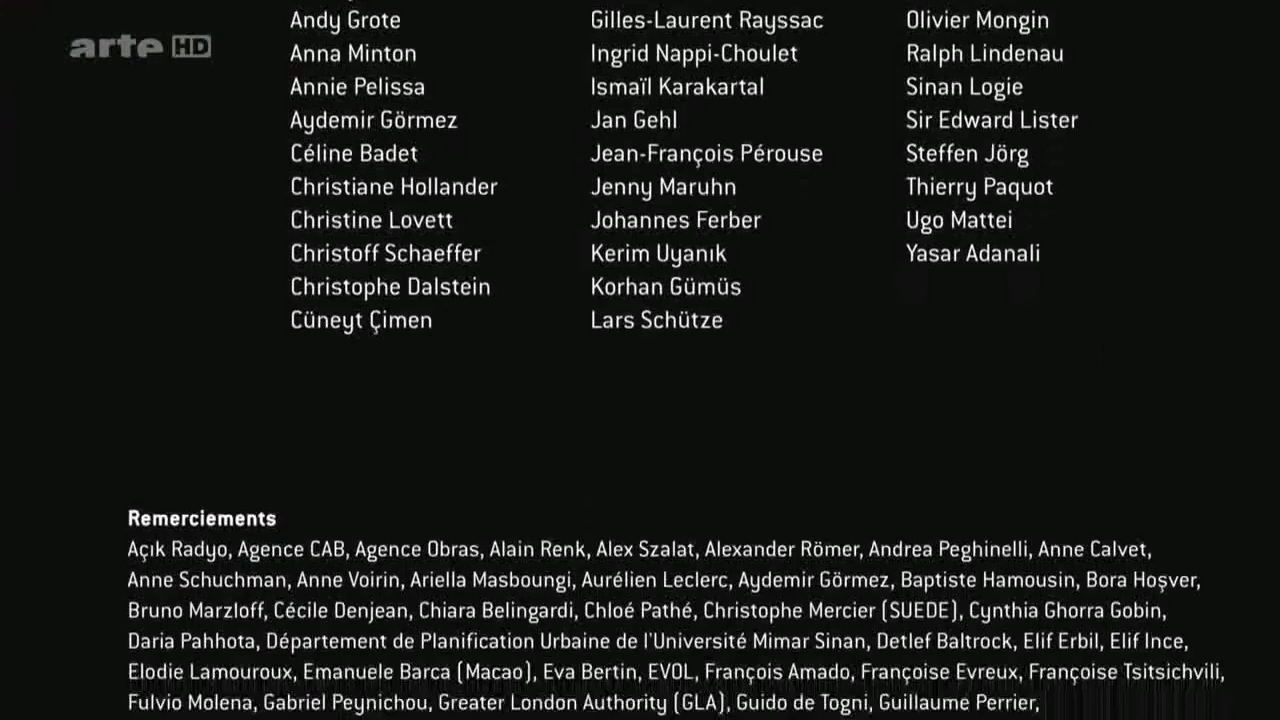 arte HD
Andy Grote
Anna Minton
Annie Pelissa
Aydemir Görmez
Céline Badet
Christiane Hollander
Christine Lovett
Christoff Schaeffer
Christophe Dalstein
Cüneyt Çimen
Gilles-Laurent Rayssac
Ingrid Nappi-Choulet
Ismaïl Karakartal
Jan Gehl
Jean-François Pérouse
Jenny Maruhn
Johannes Ferber
Kerim Uyanık
Korhan Gümüs
Lars Schütze
Olivier Mongin
Ralph Lindenau
Sinan Logie
Sir Edward Lister
Steffen Jörg
Thierry Paquot
Ugo Mattei
Yasar Adanali
Remerciements
Açık Radyo, Agence CAB, Agence Obras, Alain Renk, Alex Szalat, Alexander Römer, Andrea Peghinelli, Anne Calvet,
Anne Schuchman, Anne Voirin, Ariella Masboungi, Aurélien Leclerc, Aydemir Görmez, Baptiste Hamousin, Bora Hoşver,
Bruno Marzloff, Cécile Denjean, Chiara Belingardi, Chloé Pathé, Christophe Mercier (SUEDE), Cynthia Ghorra Gobin,
Daria Pahhota, Département de Planification Urbaine de l'Université Mimar Sinan, Detlef Baltrock, Elif Erbil, Elif Ince,
Elodie Lamouroux, Emanuele Barca (Macao), Eva Bertin, EVOL, François Amado, Françoise Evreux, Françoise Tsitsichvili,
Fulvio Molena, Gabriel Peynichou, Greater London Authority (GLA), Guido de Togni, Guillaume Perrier,